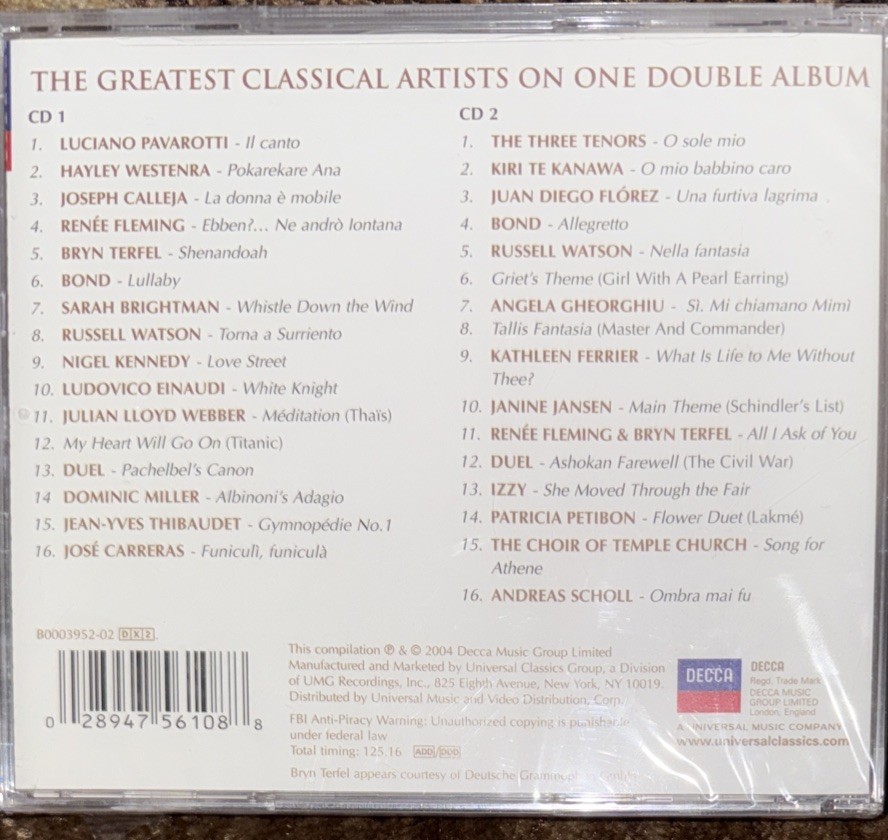 THE GREATEST CLASSICAL ARTISTS ON ONE DOUBLE ALBUM
CD 1
1. LUCIANO PAVAROTTI - Il canto
2. HAYLEY WESTENRA - Pokarekare Ana
3. JOSEPH CALLEJA - La donna è mobile
4. RENÉE FLEMING - Ebben?... Ne andrò lontana
5. BRYN TERFEL - Shenandoah
6. BOND - Lullaby
7. SARAH BRIGHTMAN - Whistle Down the Wind
8. RUSSELL WATSON - Torna a Surriento
9. NIGEL KENNEDY - Love Street
10. LUDOVICO EINAUDI - White Knight
11. JULIAN LLOYD WEBBER - Méditation (Thaïs)
12. My Heart Will Go On (Titanic)
13. DUEL - Pachelbel's Canon
14 DOMINIC MILLER - Albinoni's Adagio
15. JEAN-YVES THIBAUDET - Gymnopédie No.1
16. JOSÉ CARRERAS - Funiculì, funiculà
CD 2
1. THE THREE TENORS - O sole mio
2. KIRI TE KANAWA - O mio babbino caro
3. JUAN DIEGO FLÓREZ - Una furtiva lagrima
4. BOND - Allegretto
5. RUSSELL WATSON - Nella fantasia
6. Griet's Theme (Girl With A Pearl Earring)
7. ANGELA GHEORGHIU - Sì. Mi chiamano Mimì
8. Tallis Fantasia (Master And Commander)
9. KATHLEEN FERRIER - What Is Life to Me Without
Thee?
10. JANINE JANSEN - Main Theme (Schindler's List)
11. RENÉE FLEMING & BRYN TERFEL - All I Ask of You
12. DUEL - Ashokan Farewell (The Civil War)
13. IZZY - She Moved Through the Fair
14. PATRICIA PETIBON - Flower Duet (Lakmé)
15. THE CHOIR OF TEMPLE CHURCH - Song for
Athene
16. ANDREAS SCHOLL - Ombra mai fu
B0003952-02 DX2
0 28947 56108 8
This compilation ℗ & © 2004 Decca Music Group Limited
Manufactured and Marketed by Universal Classics Group, a Division
of UMG Recordings, Inc., 825 Eighth Avenue, New York, NY 10019.
Distributed by Universal Music and Video Distribution, Corp.
FBI Anti-Piracy Warning: Unauthorized copying is punishable
under federal law
Total timing: 125.16 ADD/DDD
Bryn Terfel appears courtesy of Deutsche
DECCA
DECCA
Regd. Trade Mark
DECCA MUSIC
GROUP LIMITED
London, England
A UNIVERSAL MUSIC COMPANY
www.universalclassics.com